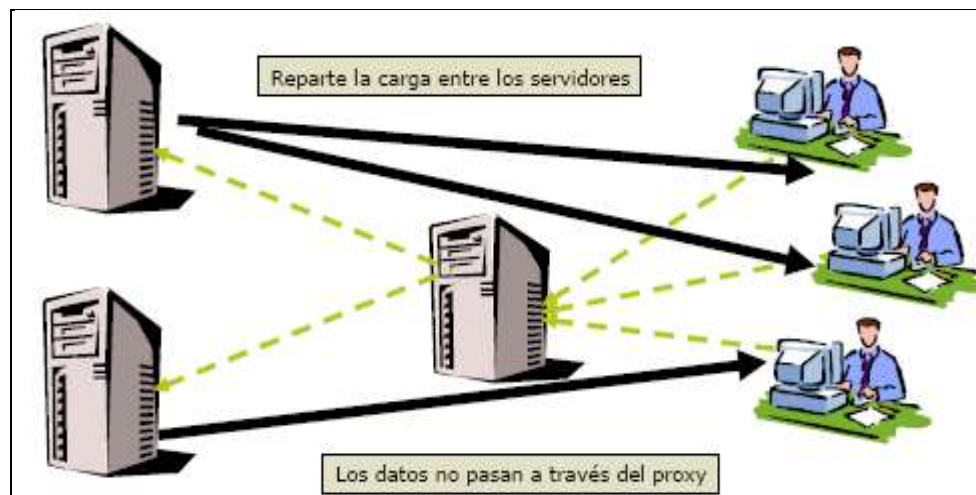 Reparte la carga entre los servidores
Los datos no pasan a través del proxy